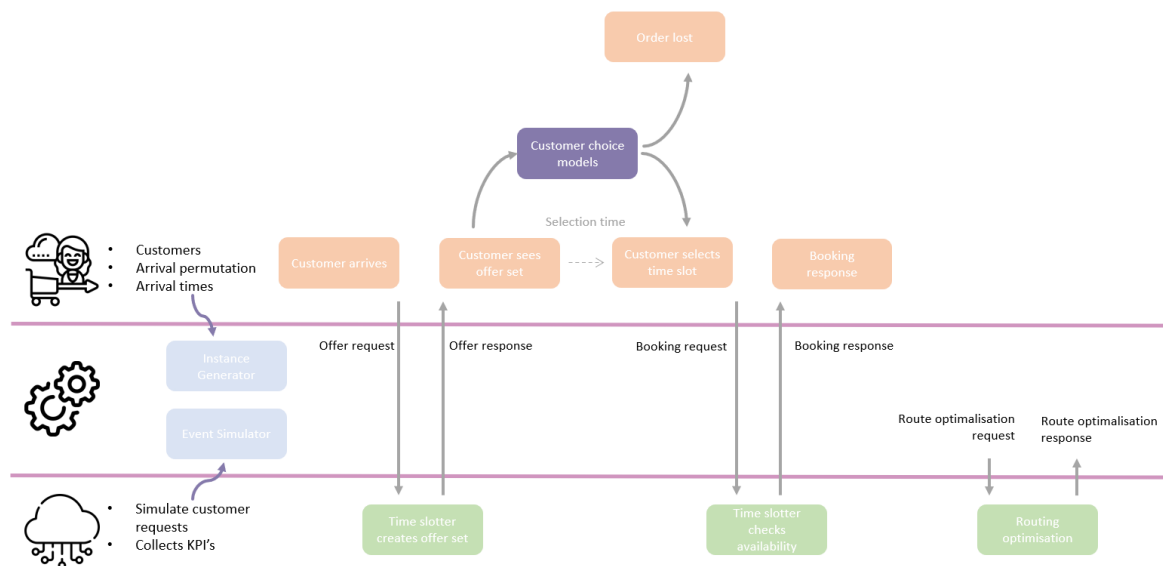 Order lost
Customer choice
models
Selection time
• Customers
• Arrival permutation
• Arrival times
Customer arrives
Customer sees
offer set
Customer selects
time slot
Booking
response
Offer request
Offer response
Booking request
Booking response
Instance
Generator
Event Simulator
Route optimalisation
request
Route optimalisation
response
• Simulate customer
requests
• Collects KPI's
Time slotter
creates offer set
Time slotter
checks
availability
Routing
optimisation